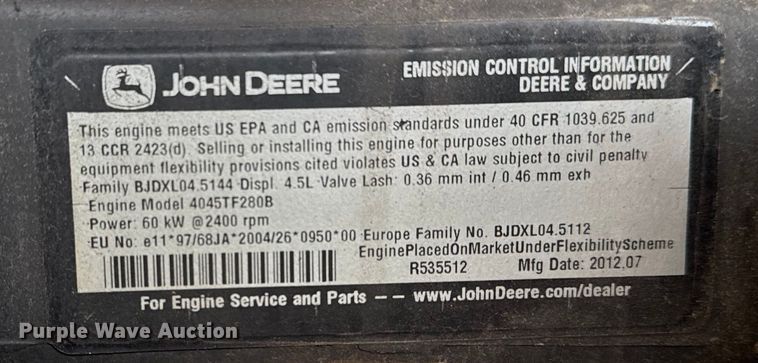 JOHN DEERE
EMISSION CONTROL INFORMATION
DEERE & COMPANY
This engine meets US EPA and CA emission standards under 40 CFR 1039.625 and
13 CCR 2423(d). Selling or installing this engine for purposes other than for the
equipment flexibility provisions cited violates US & CA law subject to civil penalty
Family BJDXL04.5144 Displ. 4.5L Valve Lash: 0.36 mm int / 0.46 mm exh
Engine Model 4045TF280B
Power: 60 kW @2400 rpm
EU No: e11*97/68JA*2004/26*0950*00 Europe Family No. BJDXL04.5112
EnginePlacedOnMarketUnderFlexibilityScheme
R535512 Mfg Date: 2012.07
For Engine Service and Parts — — www.JohnDeere.com/dealer
Purple Wave Auction